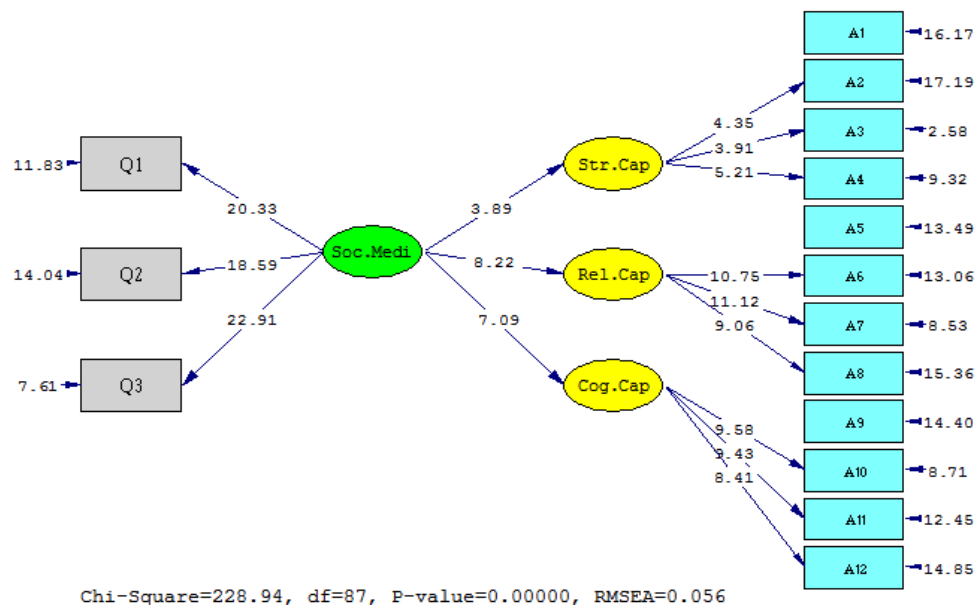 A1
16.17
A2
17.19
4.35
A3
2.58
11.83
Q1
Str.Cap
3.91
5.21
A4
9.32
20.33
3.89
A5
13.49
Soc.Medi
14.04
Q2
18.59
8.22
Rel.Cap
10.75
A6
13.06
11.12
22.91
7.09
9.06
A7
8.53
A8
15.36
7.61
Q3
Cog.Cap
9.58
A9
14.40
9.43
8.41
A10
8.71
A11
12.45
A12
14.85
Chi-Square=228.94, df=87, P-value=0.00000, RMSEA=0.056